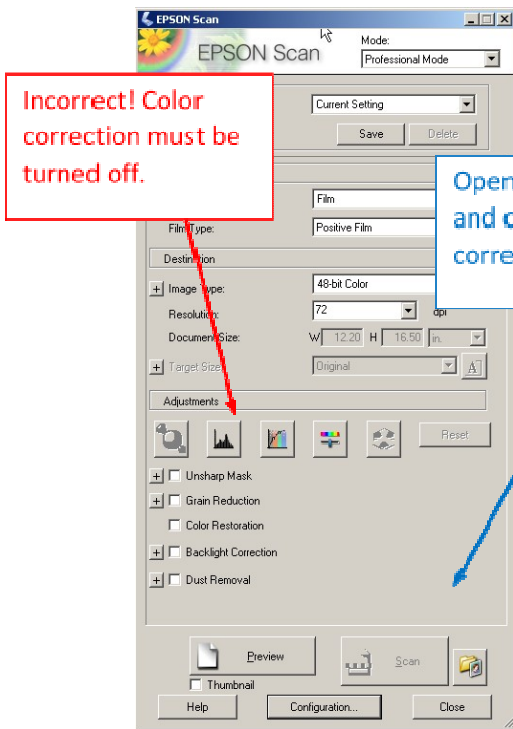 EPSON Scan
EPSON Scan
Mode:
Professional Mode
Incorrect! Color
correction must be
turned off.
Current Setting
Save Delete
Open
and c
corre
Film
Film Type: Positive Film
Destination
+ Image Type: 48-bit Color
Resolution: 72 dpi
Document Size: W 12.20 H 16.50 in.
+ Target Size: Original A
Adjustments
Reset
+ Unsharp Mask
+ Grain Reduction
Color Restoration
+ Backlight Correction
+ Dust Removal
Preview Scan
Thumbnail
Help Configuration... Close